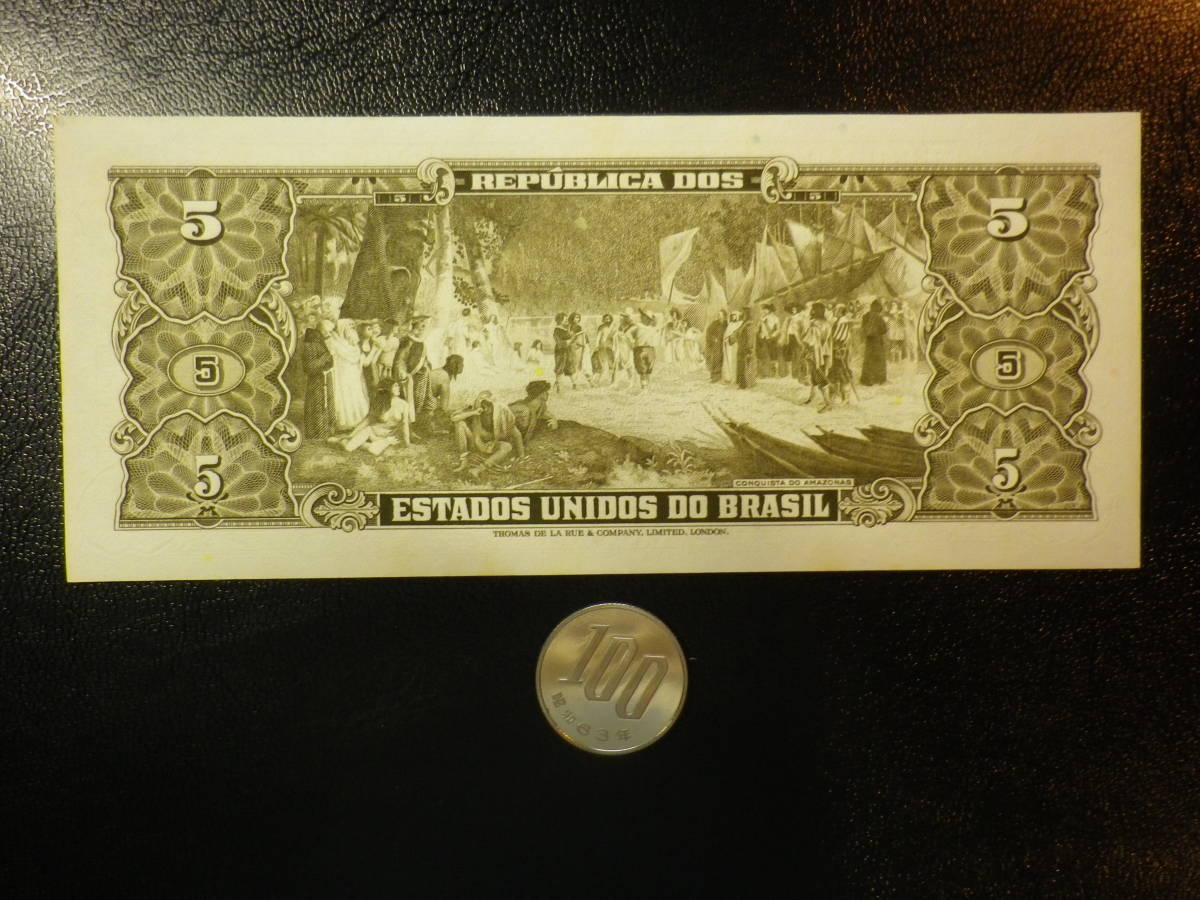 REPÚBLICA DOS
5 5
5 5
5 5
5 5
CONQUISTA DO AMAZONAS
ESTADOS UNIDOS DO BRASIL
THOMAS DE LA RUE & COMPANY, LIMITED, LONDON.
100
昭和63年